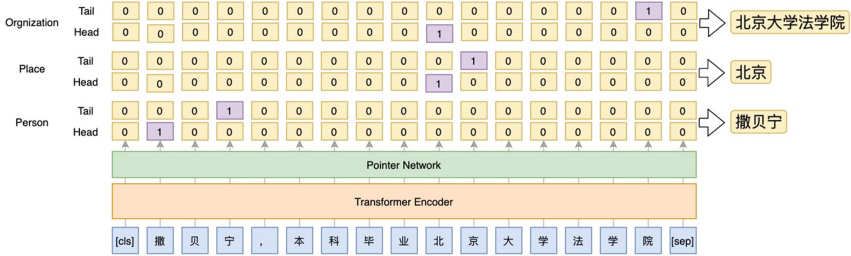 Orgnization Tail 0 0 0 0 0 0 0 0 0 0 0 0 0 0 0 1 0
Head 0 0 0 0 0 0 0 0 0 1 0 0 0 0 0 0 0
北京大学法学院
Place Tail 0 0 0 0 0 0 0 0 0 0 1 0 0 0 0 0 0
Head 0 0 0 0 0 0 0 0 0 1 0 0 0 0 0 0 0
北京
Person Tail 0 0 0 1 0 0 0 0 0 0 0 0 0 0 0 0 0
Head 0 1 0 0 0 0 0 0 0 0 0 0 0 0 0 0 0
撒贝宁
Pointer Network
Transformer Encoder
[cls] 撒 贝 宁 , 本 科 毕 业 北 京 大 学 法 学 院 [sep]